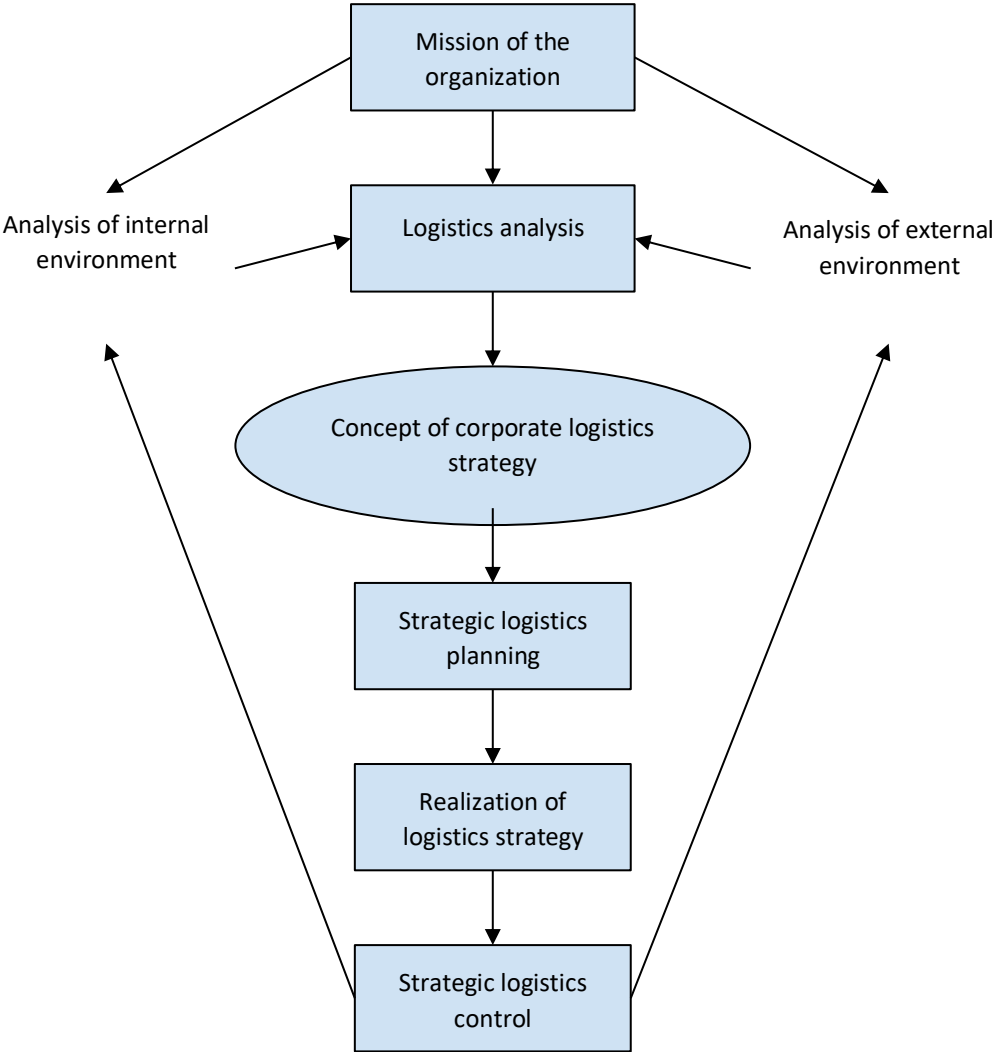 Mission of the
organization
Analysis of internal
environment
Logistics analysis
Analysis of external
environment
Concept of corporate logistics
strategy
Strategic logistics
planning
Realization of
logistics strategy
Strategic logistics
control